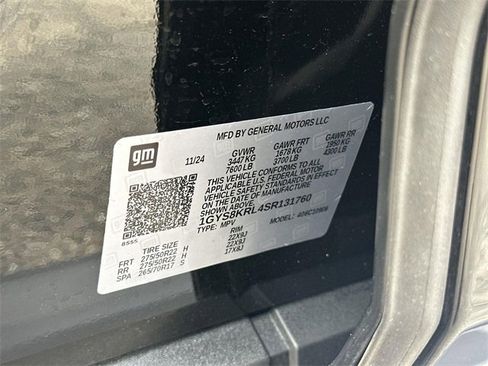 MFD BY GENERAL MOTORS LLC
gm
11/24
GVWR GAWR FRT GAWR RR
3447 KG 1678 KG 1950 KG
7600 LB 3700 LB 4300 LB
THIS VEHICLE CONFORMS TO ALL
APPLICABLE U.S. FEDERAL MOTOR
VEHICLE SAFETY STANDARDS IN EFFECT
ON THE DATE OF MANUFACTURE
SHOWN ABOVE.
1GYS8KRL4SR131760
TYPE: MPV MODEL:
8555
TIRE SIZE RIM
FRT 275/50R22 H 22X9J
RR 275/50R22 H 22X9J
SPA 265/70R17 S 17X8J